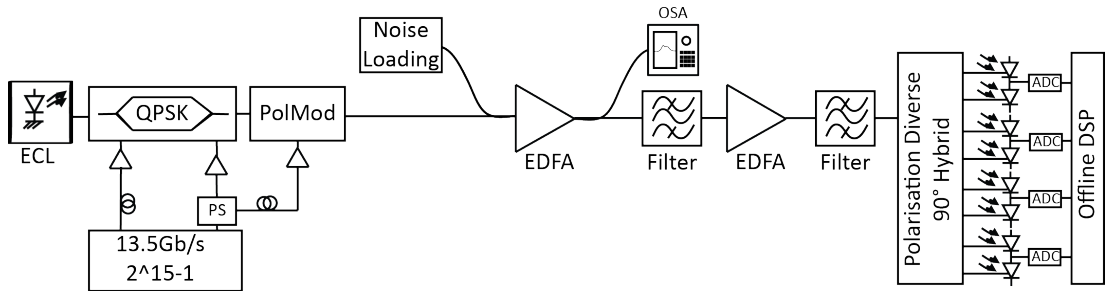 Noise
Loading
OSA
ECL
QPSK
PolMod
EDFA
Filter
EDFA
Filter
Polarisation Diverse
90° Hybrid
ADC
ADC
ADC
ADC
Offline DSP
PS
13.5Gb/s
2^15-1